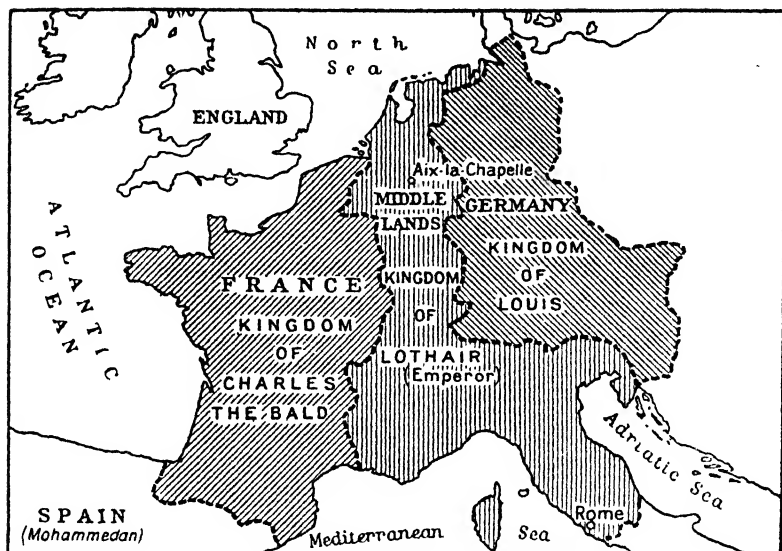 North
Sea
ENGLAND
Aix-la-Chapelle
MIDDLE
LANDS
GERMANY
ATLANTIC
OCEAN
KINGDOM
OF
LOUIS
FRANCE
KINGDOM
OF
CHARLES
THE BALD
KINGDOM
OF
LOTHAIR
(Emperor)
Adriatic Sea
SPAIN
(Mohammedan)
Mediterranean Sea
Rome